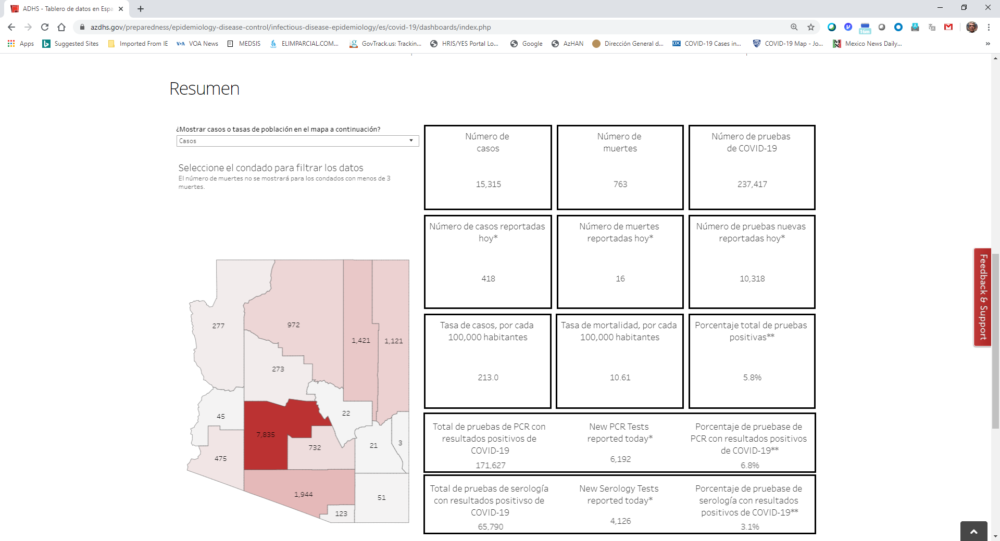 ADHS - Tablero de datos en Espa
azdhs.gov/preparedness/epidemiology-disease-control/infectious-disease-epidemiology/es/covid-19/dashboards/index.php
16m
Apps
Suggested Sites
Imported From IE
VOA VOA News
MEDSIS
ELIMPARCIAL.COM...
GovTrack.us: Trackin...
HRIS/YES Portal Lo...
Google
AzHAN
Dirección General d...
CDC COVID-19 Cases in...
COVID-19 Map - Jo...
Mexico News Daily...
Resumen
¿Mostrar casos o tasas de población en el mapa a continuación?
Casos
Seleccione el condado para filtrar los datos
El número de muertes no se mostrará para los condados con menos de 3
muertes.
277
972
1,421
1,121
273
45
22
7,835
732
21
3
475
1,944
51
123
Número de
casos
15,315
Número de
muertes
763
Número de pruebas
de COVID-19
237,417
Número de casos reportadas
hoy*
418
Número de muertes
reportadas hoy*
16
Número de pruebas nuevas
reportadas hoy*
10,318
Tasa de casos, por cada
100,000 habitantes
213.0
Tasa de mortalidad, por cada
100,000 habitantes
10.61
Porcentaje total de pruebas
positivas**
5.8%
Total de pruebas de PCR con
resultados positivos de
COVID-19
171,627
New PCR Tests
reported today*
6,192
Porcentaje de pruebase de
PCR con resultados positivos
de COVID-19**
6.8%
Total de pruebas de serología
con resultados positivso de
COVID-19
65,790
New Serology Tests
reported today*
4,126
Porcentaje de pruebase de
serología con resultados
positivos de COVID-19**
3.1%
Feedback & Support